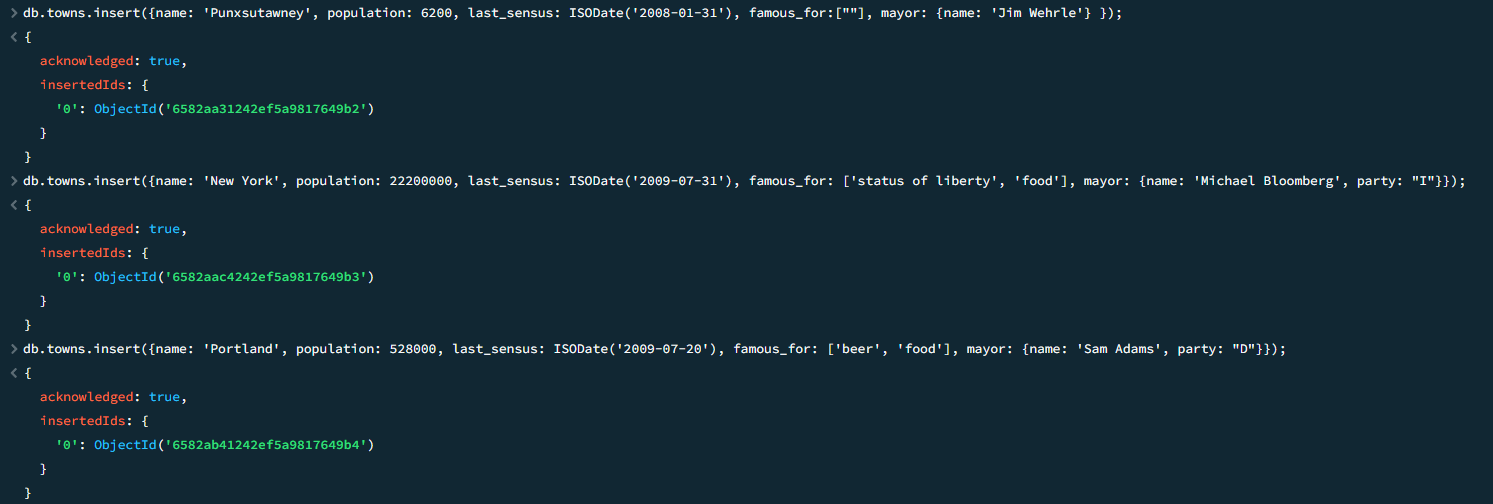 > db.towns.insert({name: 'Punxsutawney', population: 6200, last_sensus: ISODate('2008-01-31'), famous_for:[""], mayor: {name: 'Jim Wehrle'} });
< {
acknowledged: true,
insertedIds: {
'0': ObjectId('6582aa31242ef5a9817649b2')
}
}
> db.towns.insert({name: 'New York', population: 22200000, last_sensus: ISODate('2009-07-31'), famous_for: ['status of liberty', 'food'], mayor: {name: 'Michael Bloomberg', party: "I"}});
< {
acknowledged: true,
insertedIds: {
'0': ObjectId('6582aac4242ef5a9817649b3')
}
}
> db.towns.insert({name: 'Portland', population: 528000, last_sensus: ISODate('2009-07-20'), famous_for: ['beer', 'food'], mayor: {name: 'Sam Adams', party: "D"}});
< {
acknowledged: true,
insertedIds: {
'0': ObjectId('6582ab41242ef5a9817649b4')
}
}